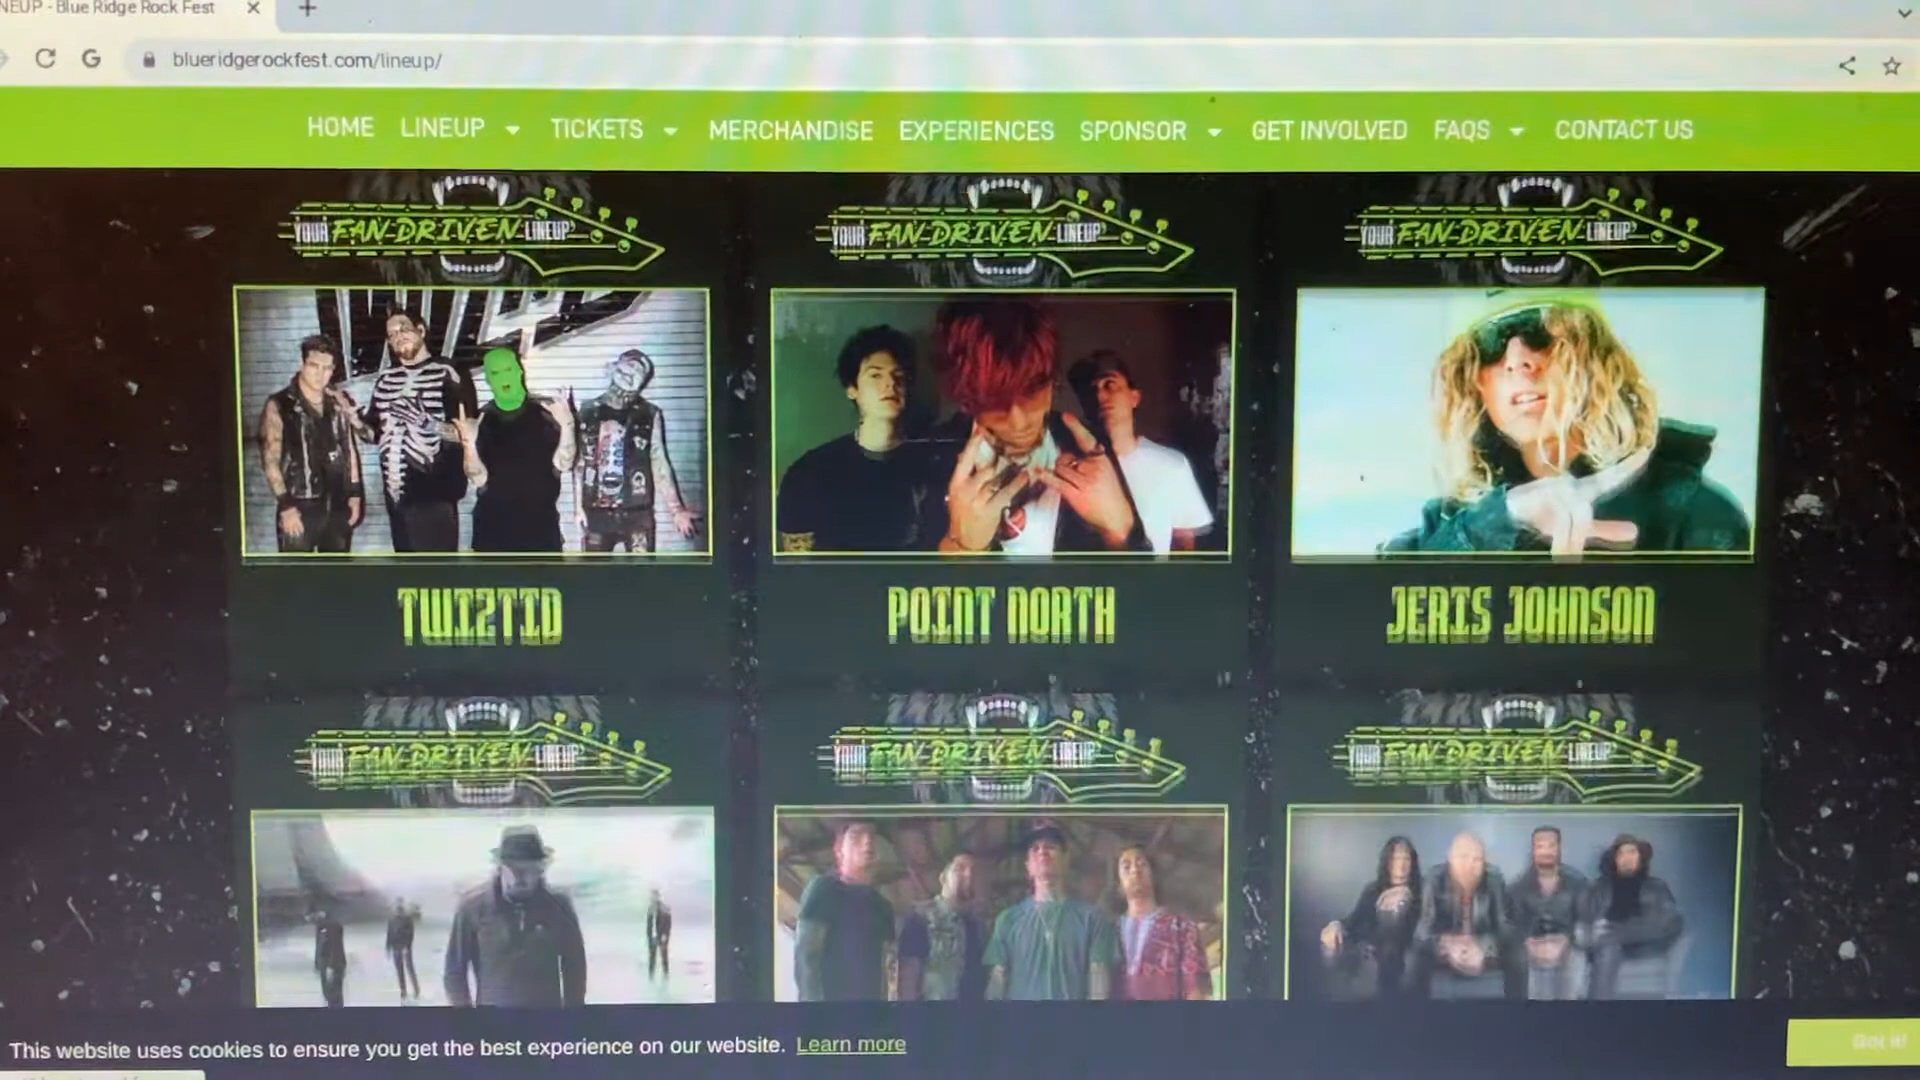 NEUP - Blue Ridge Rock Fest
blueridgerockfest.com/lineup/
HOME LINEUP TICKETS MERCHANDISE EXPERIENCES SPONSOR GET INVOLVED FAQS CONTACT US
YOUR FAN-DRIVEN LINEUP YOUR FAN-DRIVEN LINEUP YOUR FAN-DRIVEN LINEUP
TWIZTID POINT NORTH JERIS JOHNSON
YOUR FAN-DRIVEN LINEUP YOUR FAN-DRIVEN LINEUP YOUR FAN-DRIVEN LINEUP
This website uses cookies to ensure you get the best experience on our website. Learn more
Got it!